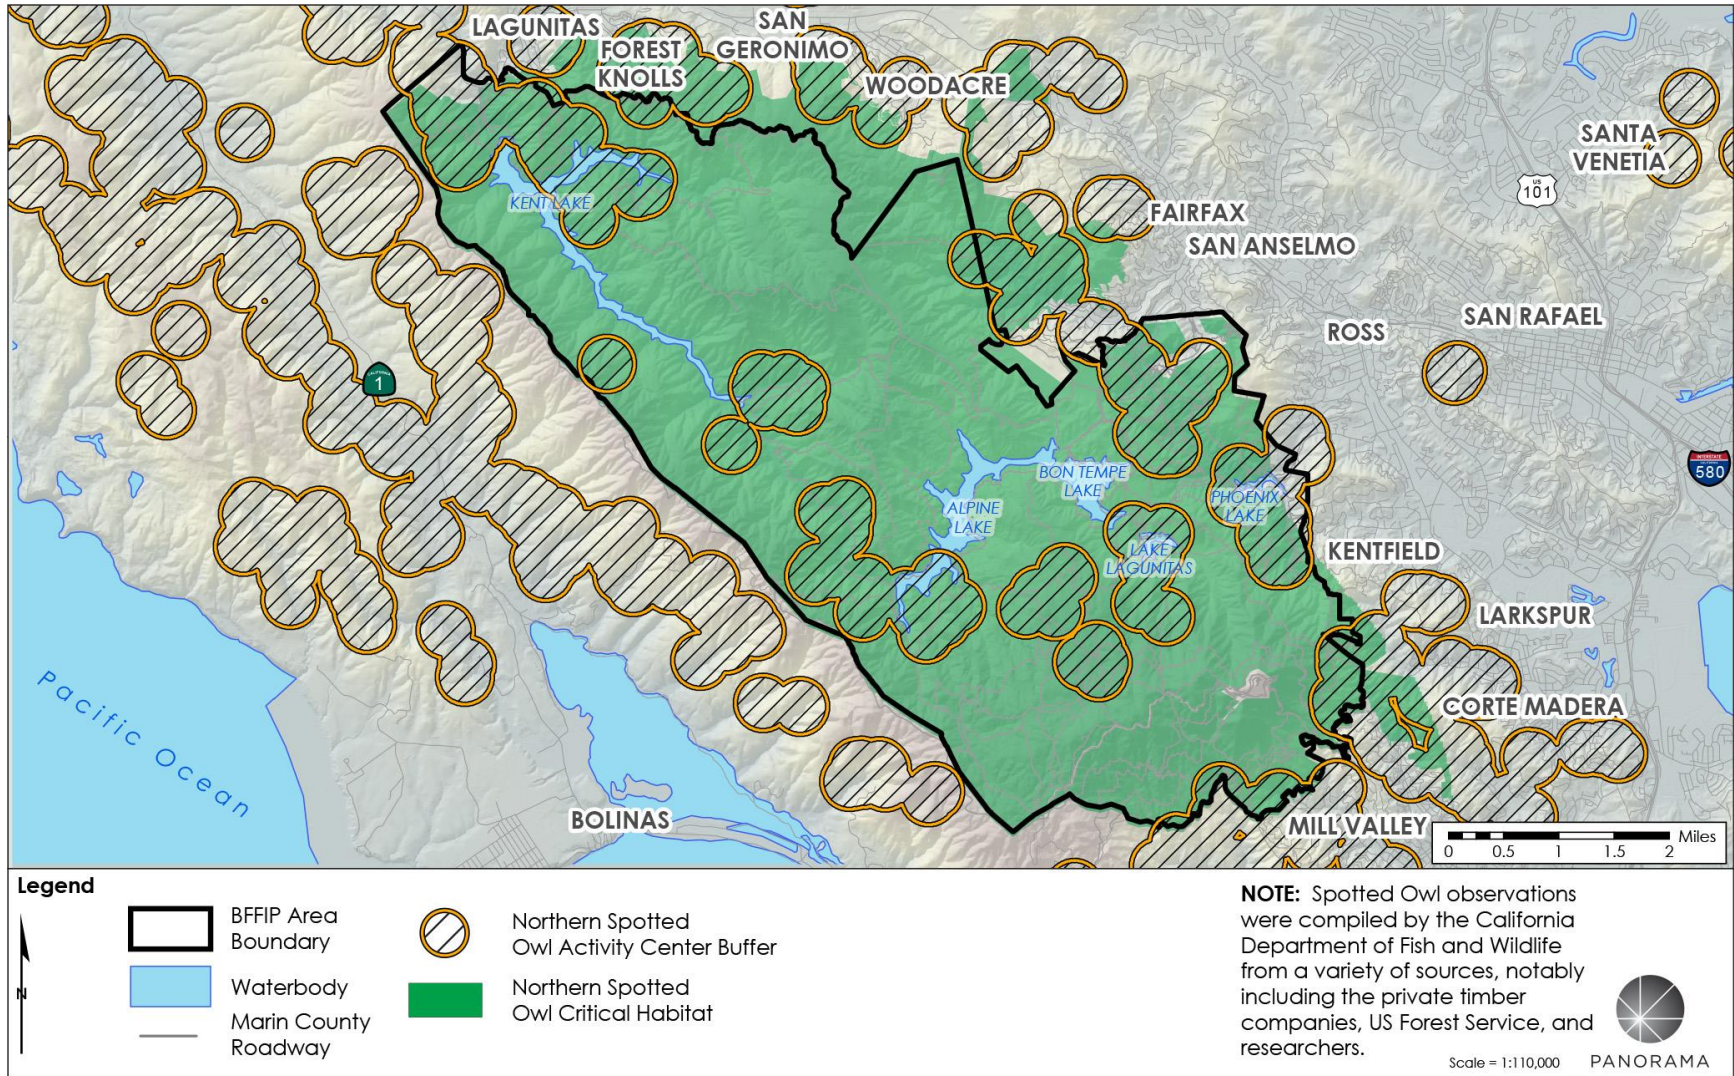 LAGUNITAS
FOREST
KNOLLS
SAN
GERONIMO
WOODACRE
SANTA
VENETIA
US
101
KENT LAKE
FAIRFAX
SAN ANSELMO
ROSS
SAN RAFAEL
CALIFORNIA
1
BON TEMPE
LAKE
ALPINE
LAKE
PHOENIX
LAKE
INTERSTATE
CALIFORNIA
580
LAKE
LAGUNITAS
KENTFIELD
LARKSPUR
CORTE MADERA
Pacific Ocean
BOLINAS
MILL VALLEY
Miles
0 0.5 1 1.5 2
Legend
N
BFFIP Area
Boundary
Waterbody
Marin County
Roadway
Northern Spotted
Owl Activity Center Buffer
Northern Spotted
Owl Critical Habitat
NOTE: Spotted Owl observations
were compiled by the California
Department of Fish and Wildlife
from a variety of sources, notably
including the private timber
companies, US Forest Service, and
researchers.
Scale = 1:110,000
PANORAMA